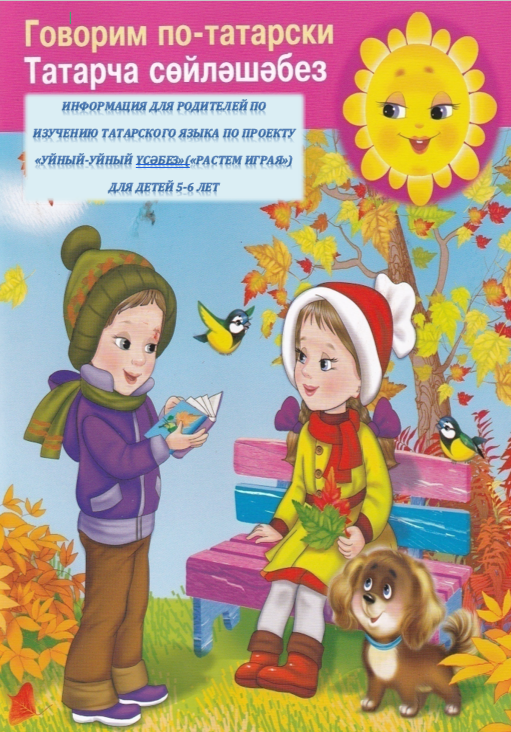 Говорим по-татарски
Татарча сөйләшәбез
ИНФОРМАЦИЯ ДЛЯ РОДИТЕЛЕЙ ПО
ИЗУЧЕНИЮ ТАТАРСКОГО ЯЗЫКА ПО ПРОЕКТУ
«УЙНЫЙ-УЙНЫЙ ҮСӘБЕЗ»(«РАСТЕМ ИГРАЯ»)
ДЛЯ ДЕТЕЙ 5-6 ЛЕТ